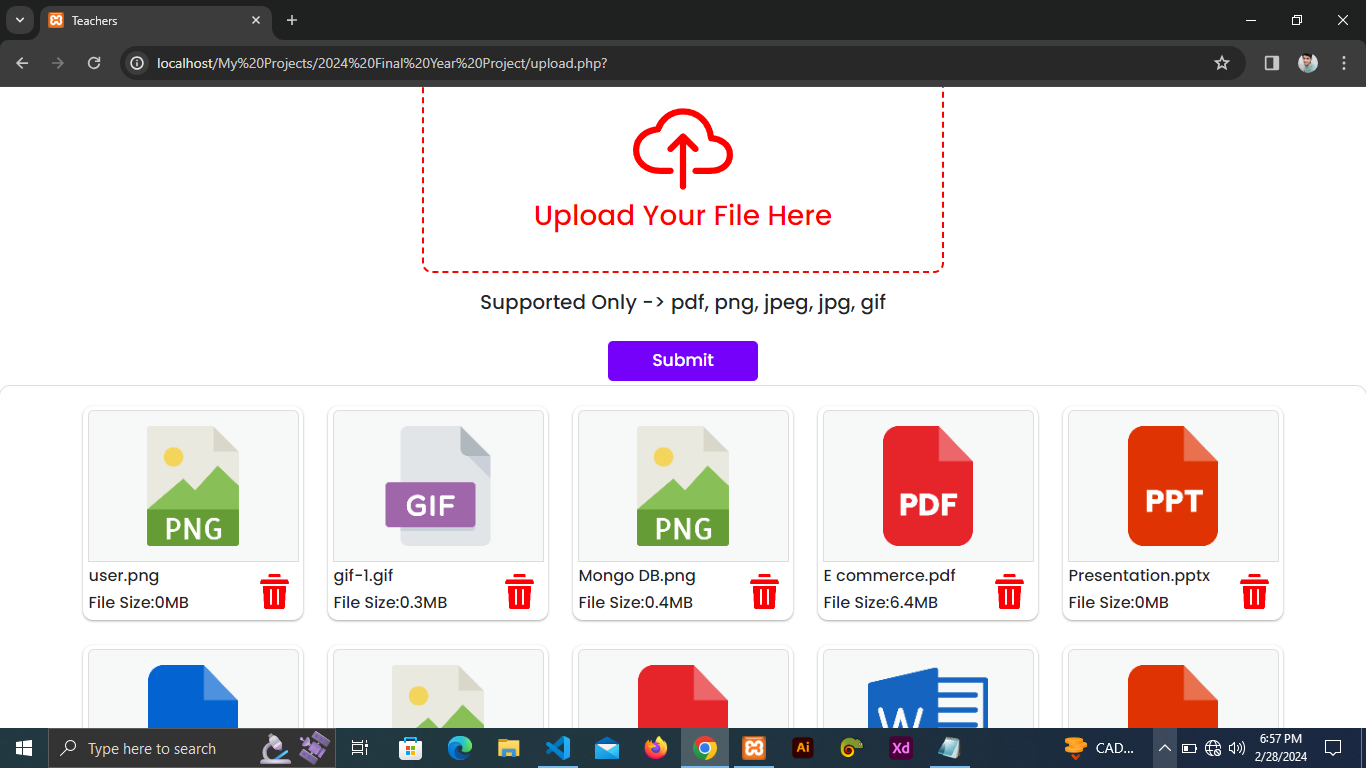 Teachers
localhost/My%20Projects/2024%20Final%20Year%20Project/upload.php?
Upload Your File Here
Supported Only -> pdf, png, jpeg, jpg, gif
Submit
PNG
GIF
PNG
PDF
PPT
user.png
File Size:0MB
gif-1.gif
File Size:0.3MB
Mongo DB.png
File Size:0.4MB
E commerce.pdf
File Size:6.4MB
Presentation.pptx
File Size:0MB
W
Type here to search
Ai
Xd
CAD...
6:57 PM
2/28/2024